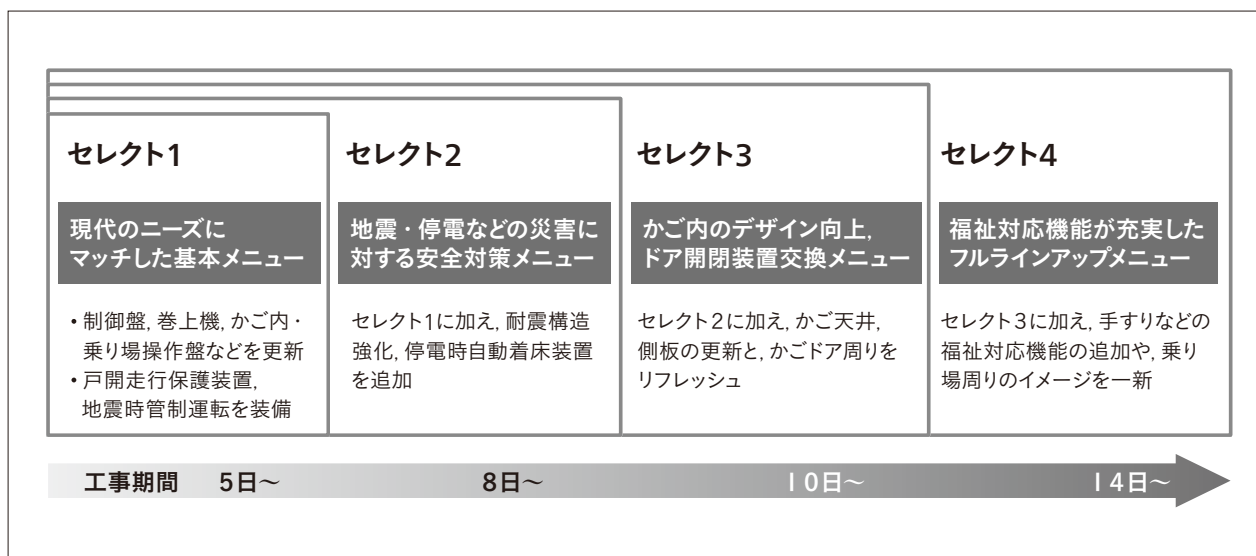 セレクト1
現代のニーズに
マッチした基本メニュー
・制御盤, 巻上機, かご内・
乗り場操作盤などを更新
・戸開走行保護装置,
地震時管制運転を装備
セレクト2
地震・停電などの災害に
対する安全対策メニュー
セレクト1に加え, 耐震構造
強化, 停電時自動着床装置
を追加
セレクト3
かご内のデザイン向上,
ドア開閉装置交換メニュー
セレクト2に加え, かご天井,
側板の更新と, かごドア周りを
リフレッシュ
セレクト4
福祉対応機能が充実した
フルラインアップメニュー
セレクト3に加え, 手すりなどの
福祉対応機能の追加や, 乗り
場周りのイメージを一新
工事期間 5日～ 8日～ 10日～ 14日～